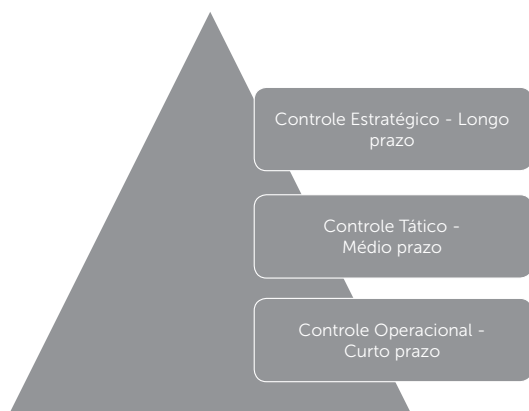 Controle Estratégico - Longo
prazo
Controle Tático -
Médio prazo
Controle Operacional -
Curto prazo